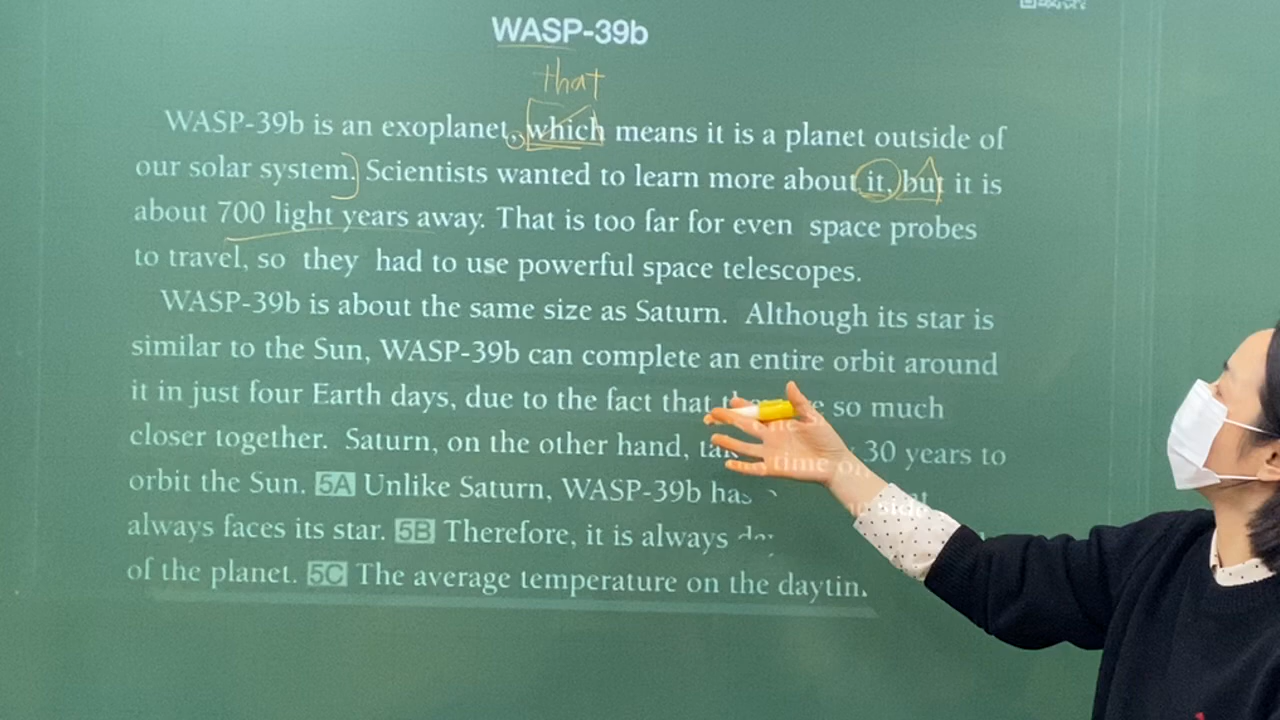 WASP-39b
that
WASP-39b is an exoplanet, which means it is a planet outside of
our solar system. Scientists wanted to learn more about it, but it is
about 700 light years away. That is too far for even space probes
to travel, so they had to use powerful space telescopes.
WASP-39b is about the same size as Saturn. Although its star is
similar to the Sun, WASP-39b can complete an entire orbit around
it in just four Earth days, due to the fact that so much
closer together. Saturn, on the other hand, 30 years to
orbit the Sun. 5A Unlike Saturn, WASP-39b has one side that
always faces its star. 5B Therefore, it is always
of the planet. 5C The average temperature on the